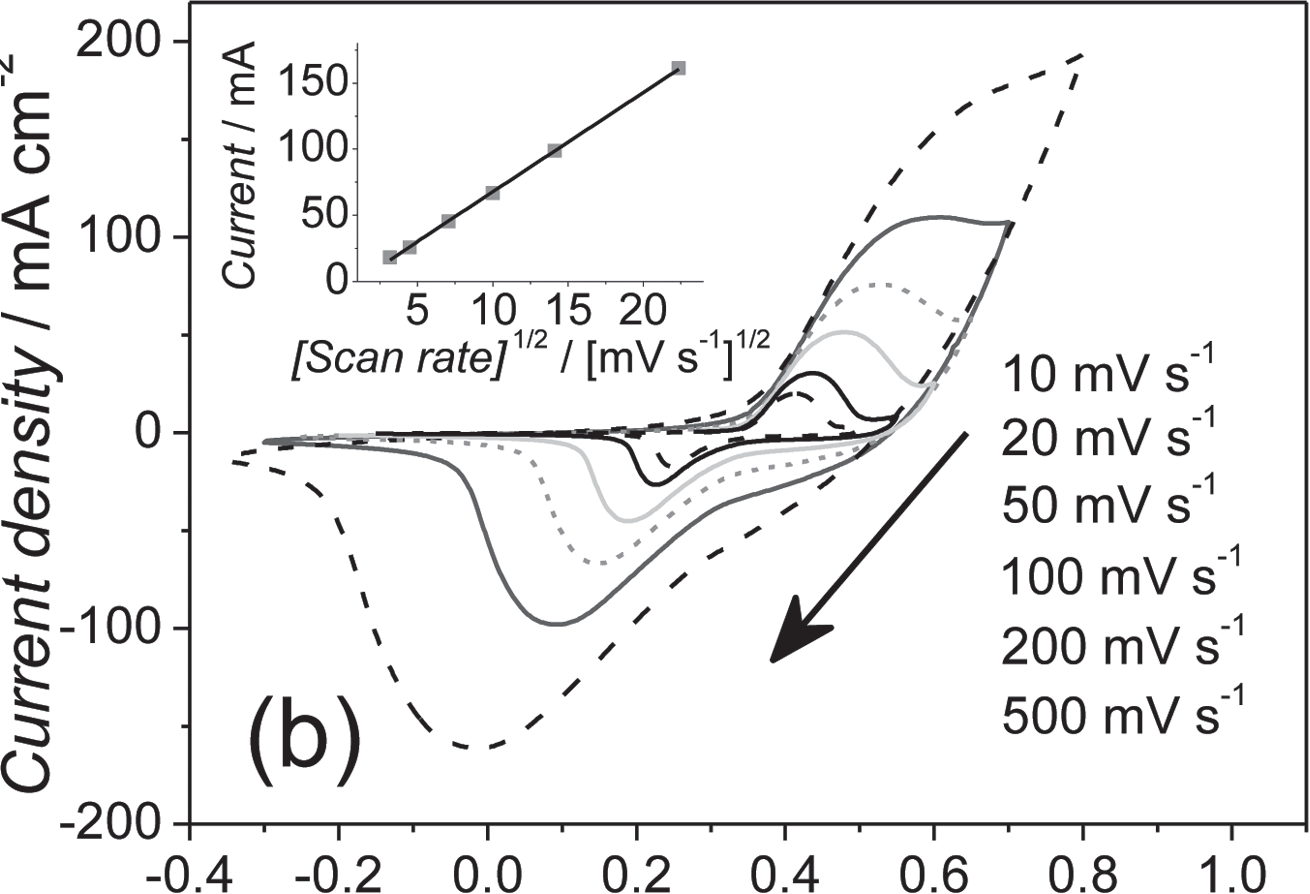 Current density / mA cm-2
200
100
0
-100
-200
-0.4 -0.2 0.0 0.2 0.4 0.6 0.8 1.0
Current / mA
150
100
50
0
5 10 15 20
[Scan rate]1/2 / [mV s-1]1/2
10 mV s-1
20 mV s-1
50 mV s-1
100 mV s-1
200 mV s-1
500 mV s-1
(b)